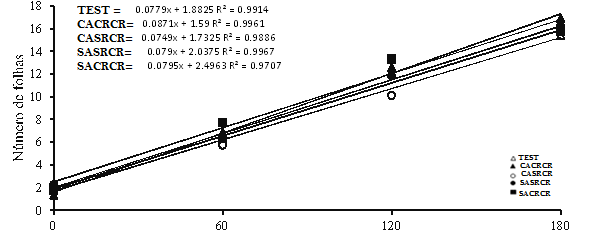 TEST = 0.0779x + 1.8825 R² = 0.9914
CACRCR= 0.0871x + 1.59 R² = 0.9961
CASRCR= 0.0749x + 1.7325 R² = 0.9886
SASRCR= 0.079x + 2.0375 R² = 0.9967
SACRCR= 0.0795x + 2.4963 R² = 0.9707
Número de folhas
18
16
14
12
10
8
6
4
2
0
0
60
120
180
TEST
CACRCR
CASRCR
SASRCR
SACRCR